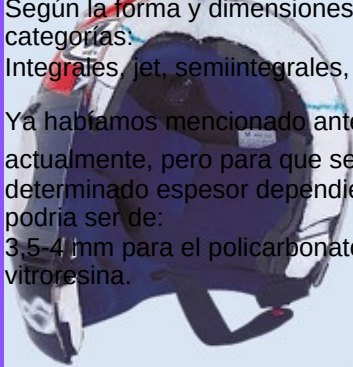 Según la forma y dimensiones
categorías:
Integrales, jet, semiintegrales,
Ya habíamos mencionado ante
actualmente, pero para que se
determinado espesor dependie
podria ser de:
3,5-4 mm para el policarbonato
vitroresina.